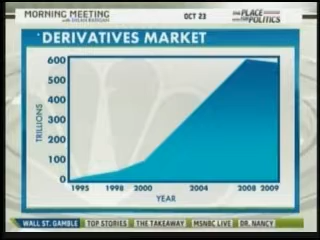 MORNING MEETING
OCT 23
THE PLACE
FOR POLITICS
DERIVATIVES MARKET
600
500
400
300
200
100
0
TRILLIONS
1995 1998 2000 2004 2008 2009
YEAR
WALL ST. GAMBLE TOP STORIES THE TAKEAWAY MSNBC LIVE DR. NANCY